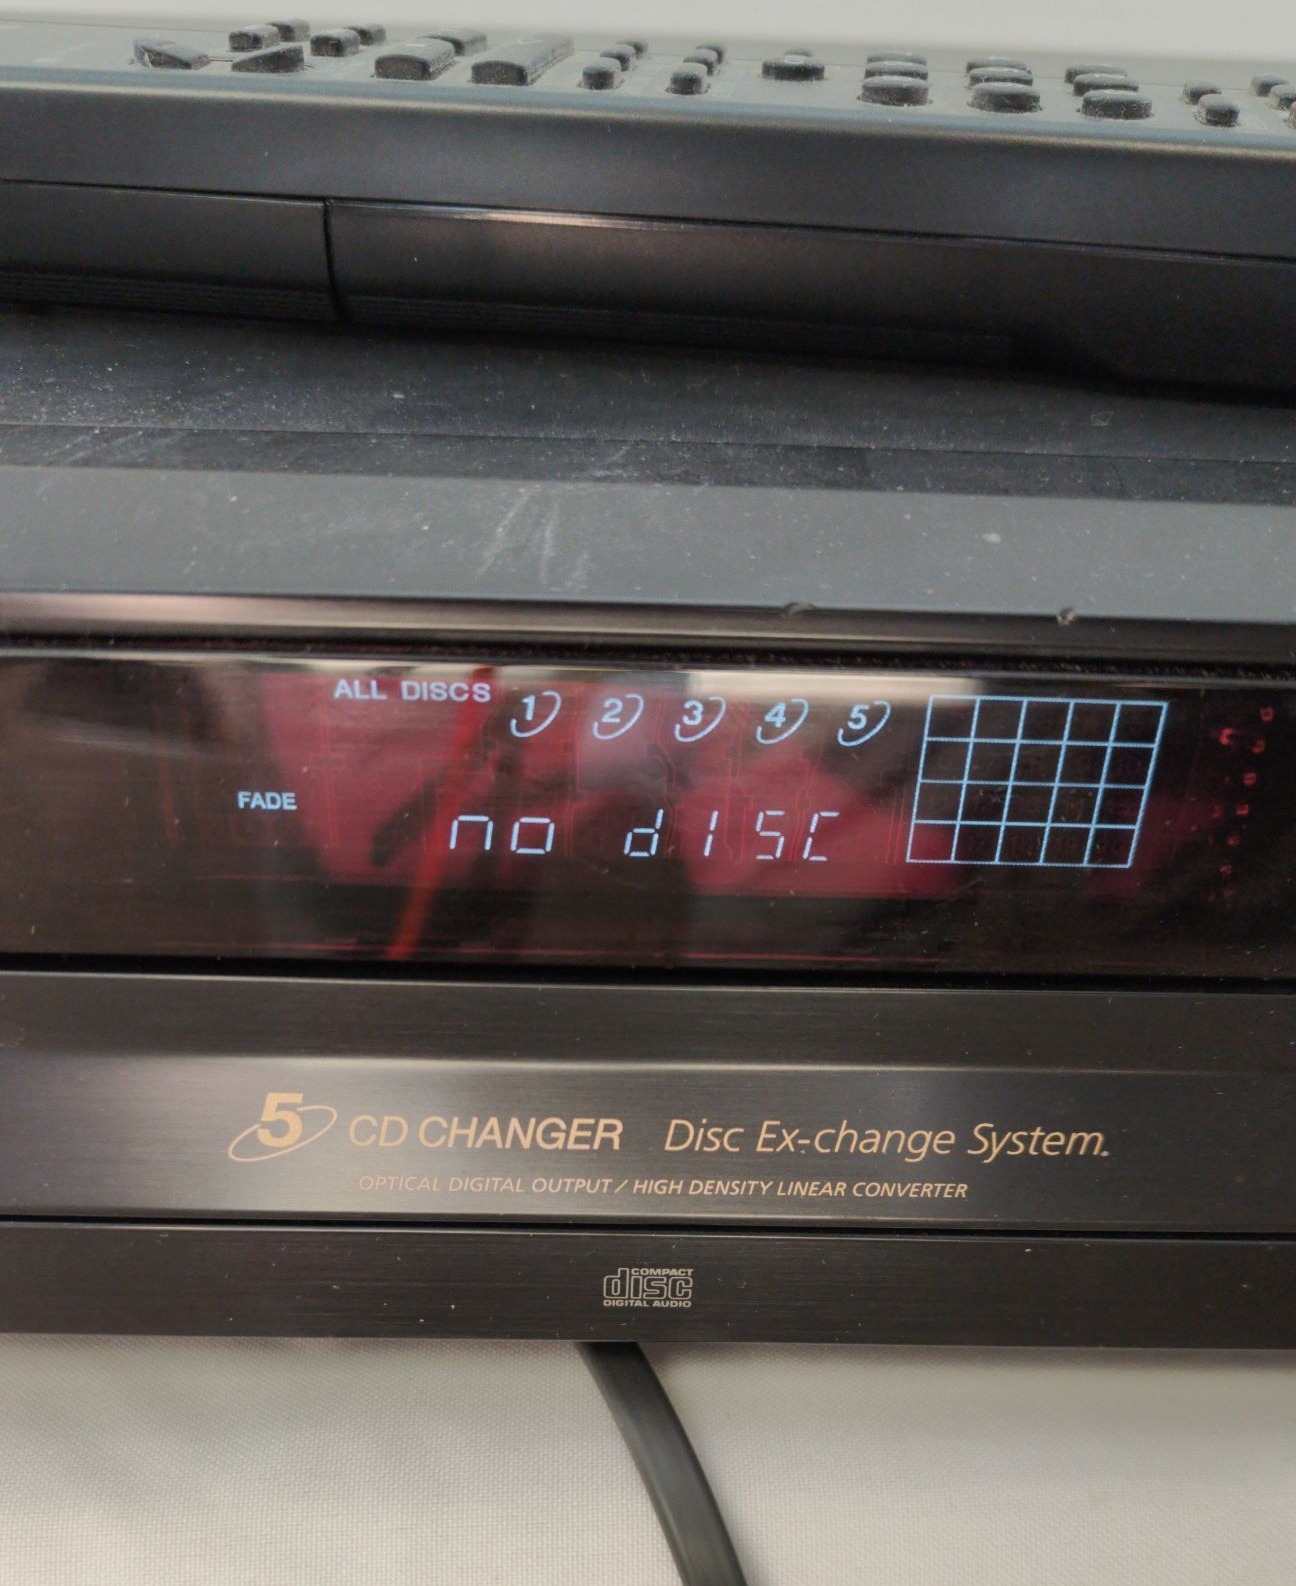 ALL DISCS 1 2 3 4 5
FADE
no disc
5 CD CHANGER Disc Ex-change System.
OPTICAL DIGITAL OUTPUT / HIGH DENSITY LINEAR CONVERTER
COMPACT
disc
DIGITAL AUDIO